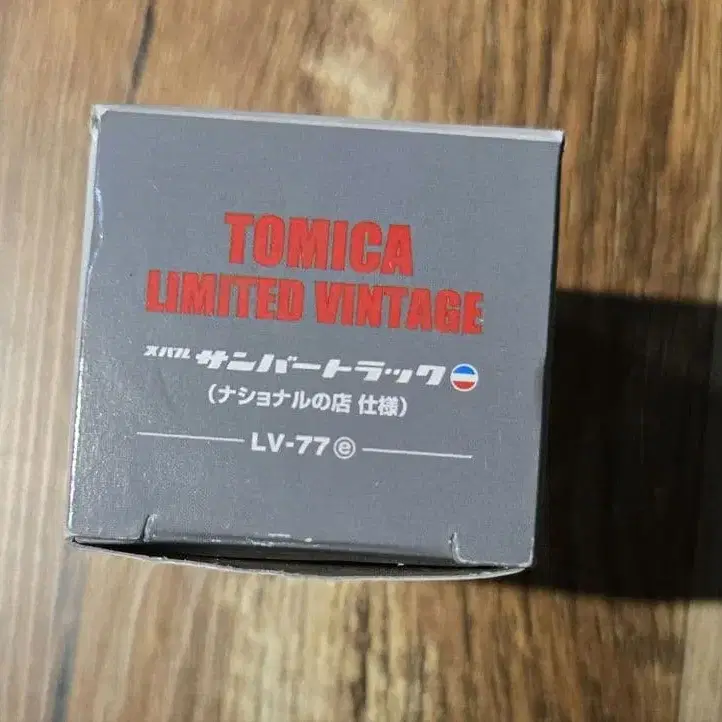 TOMICA
LIMITED VINTAGE
スバル サンバートラック
(ナショナルの店 仕様)
LV-77 ⓔ